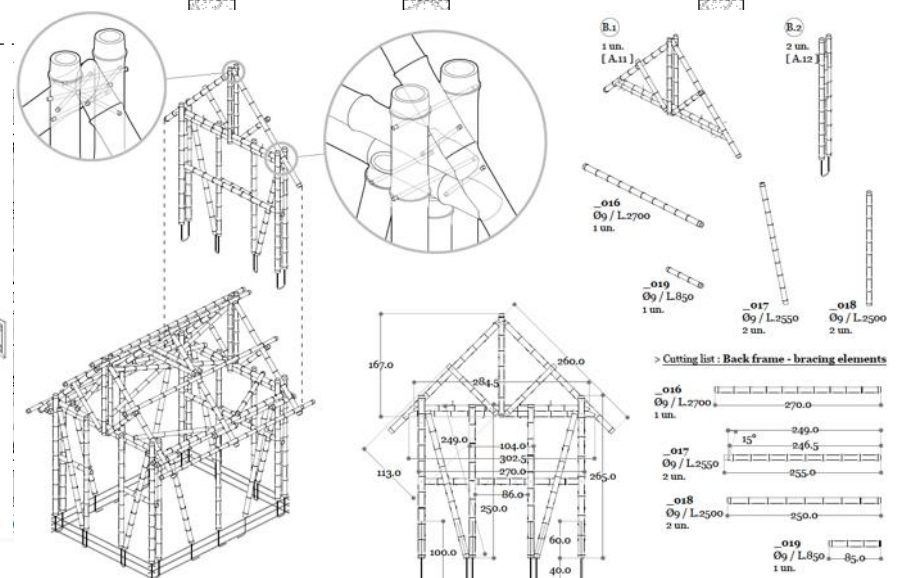 B.1
1 un.
[ A.11 ]
B.2
2 un.
[ A.12 ]
_016
Ø9 / L.2700
1 un.
_019
Ø9 / L.850
1 un.
_017
Ø9 / L.2550
2 un.
_018
Ø9 / L.2500
2 un.
167.0
260.0
284.5
249.0
104.0
302.5
113.0
270.0
265.0
86.0
250.0
100.0
60.0
40.0
> Cutting list : Back frame - bracing elements
_016
Ø9 / L.2700
1 un.
270.0
249.0
15°
246.5
_017
Ø9 / L.2550
2 un.
255.0
_018
Ø9 / L.2500
2 un.
250.0
_019
Ø9 / L.850
1 un.
85.0